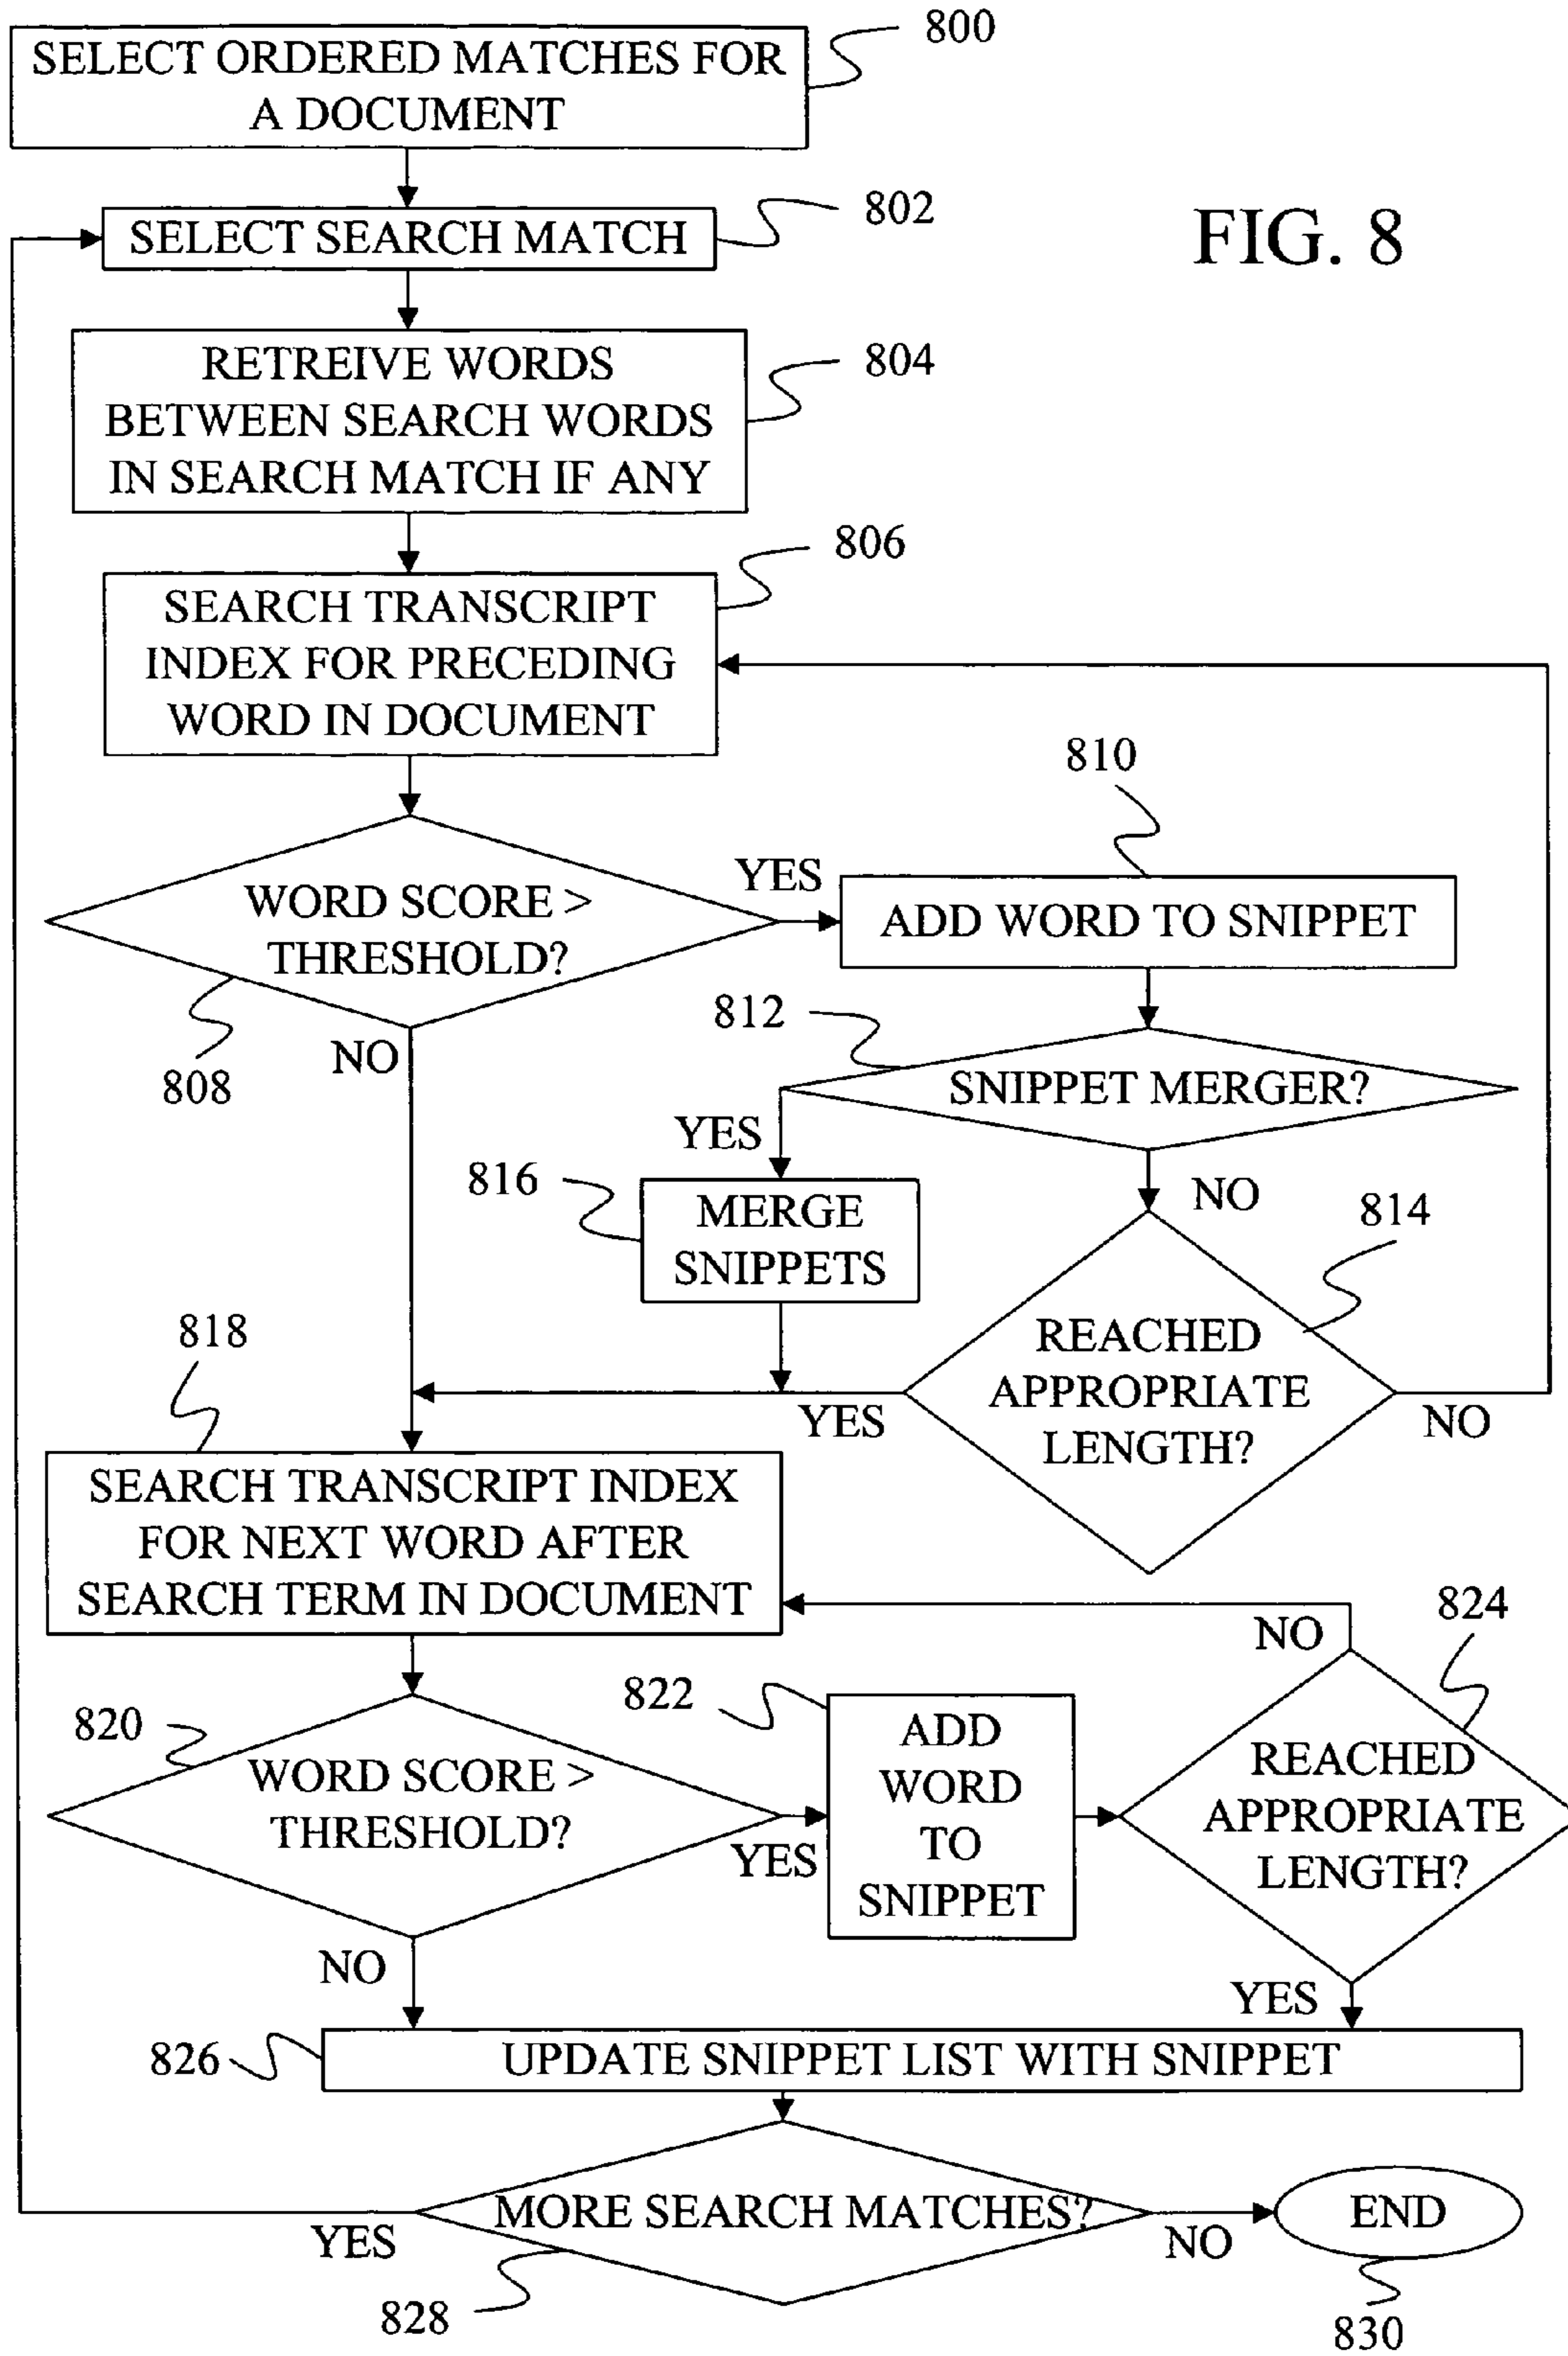 800
SELECT ORDERED MATCHES FOR
A DOCUMENT
802
SELECT SEARCH MATCH
FIG. 8
804
RETREIVE WORDS
BETWEEN SEARCH WORDS
IN SEARCH MATCH IF ANY
806
SEARCH TRANSCRIPT
INDEX FOR PRECEDING
WORD IN DOCUMENT
810
YES
WORD SCORE >
THRESHOLD?
ADD WORD TO SNIPPET
812
NO
808
SNIPPET MERGER?
YES
816
MERGE
SNIPPETS
NO
814
818
REACHED
APPROPRIATE
LENGTH?
YES
NO
SEARCH TRANSCRIPT INDEX
FOR NEXT WORD AFTER
SEARCH TERM IN DOCUMENT
824
NO
822
820
WORD SCORE >
THRESHOLD?
YES
ADD
WORD
TO
SNIPPET
REACHED
APPROPRIATE
LENGTH?
NO
YES
826
UPDATE SNIPPET LIST WITH SNIPPET
MORE SEARCH MATCHES?
YES
NO
END
828
830